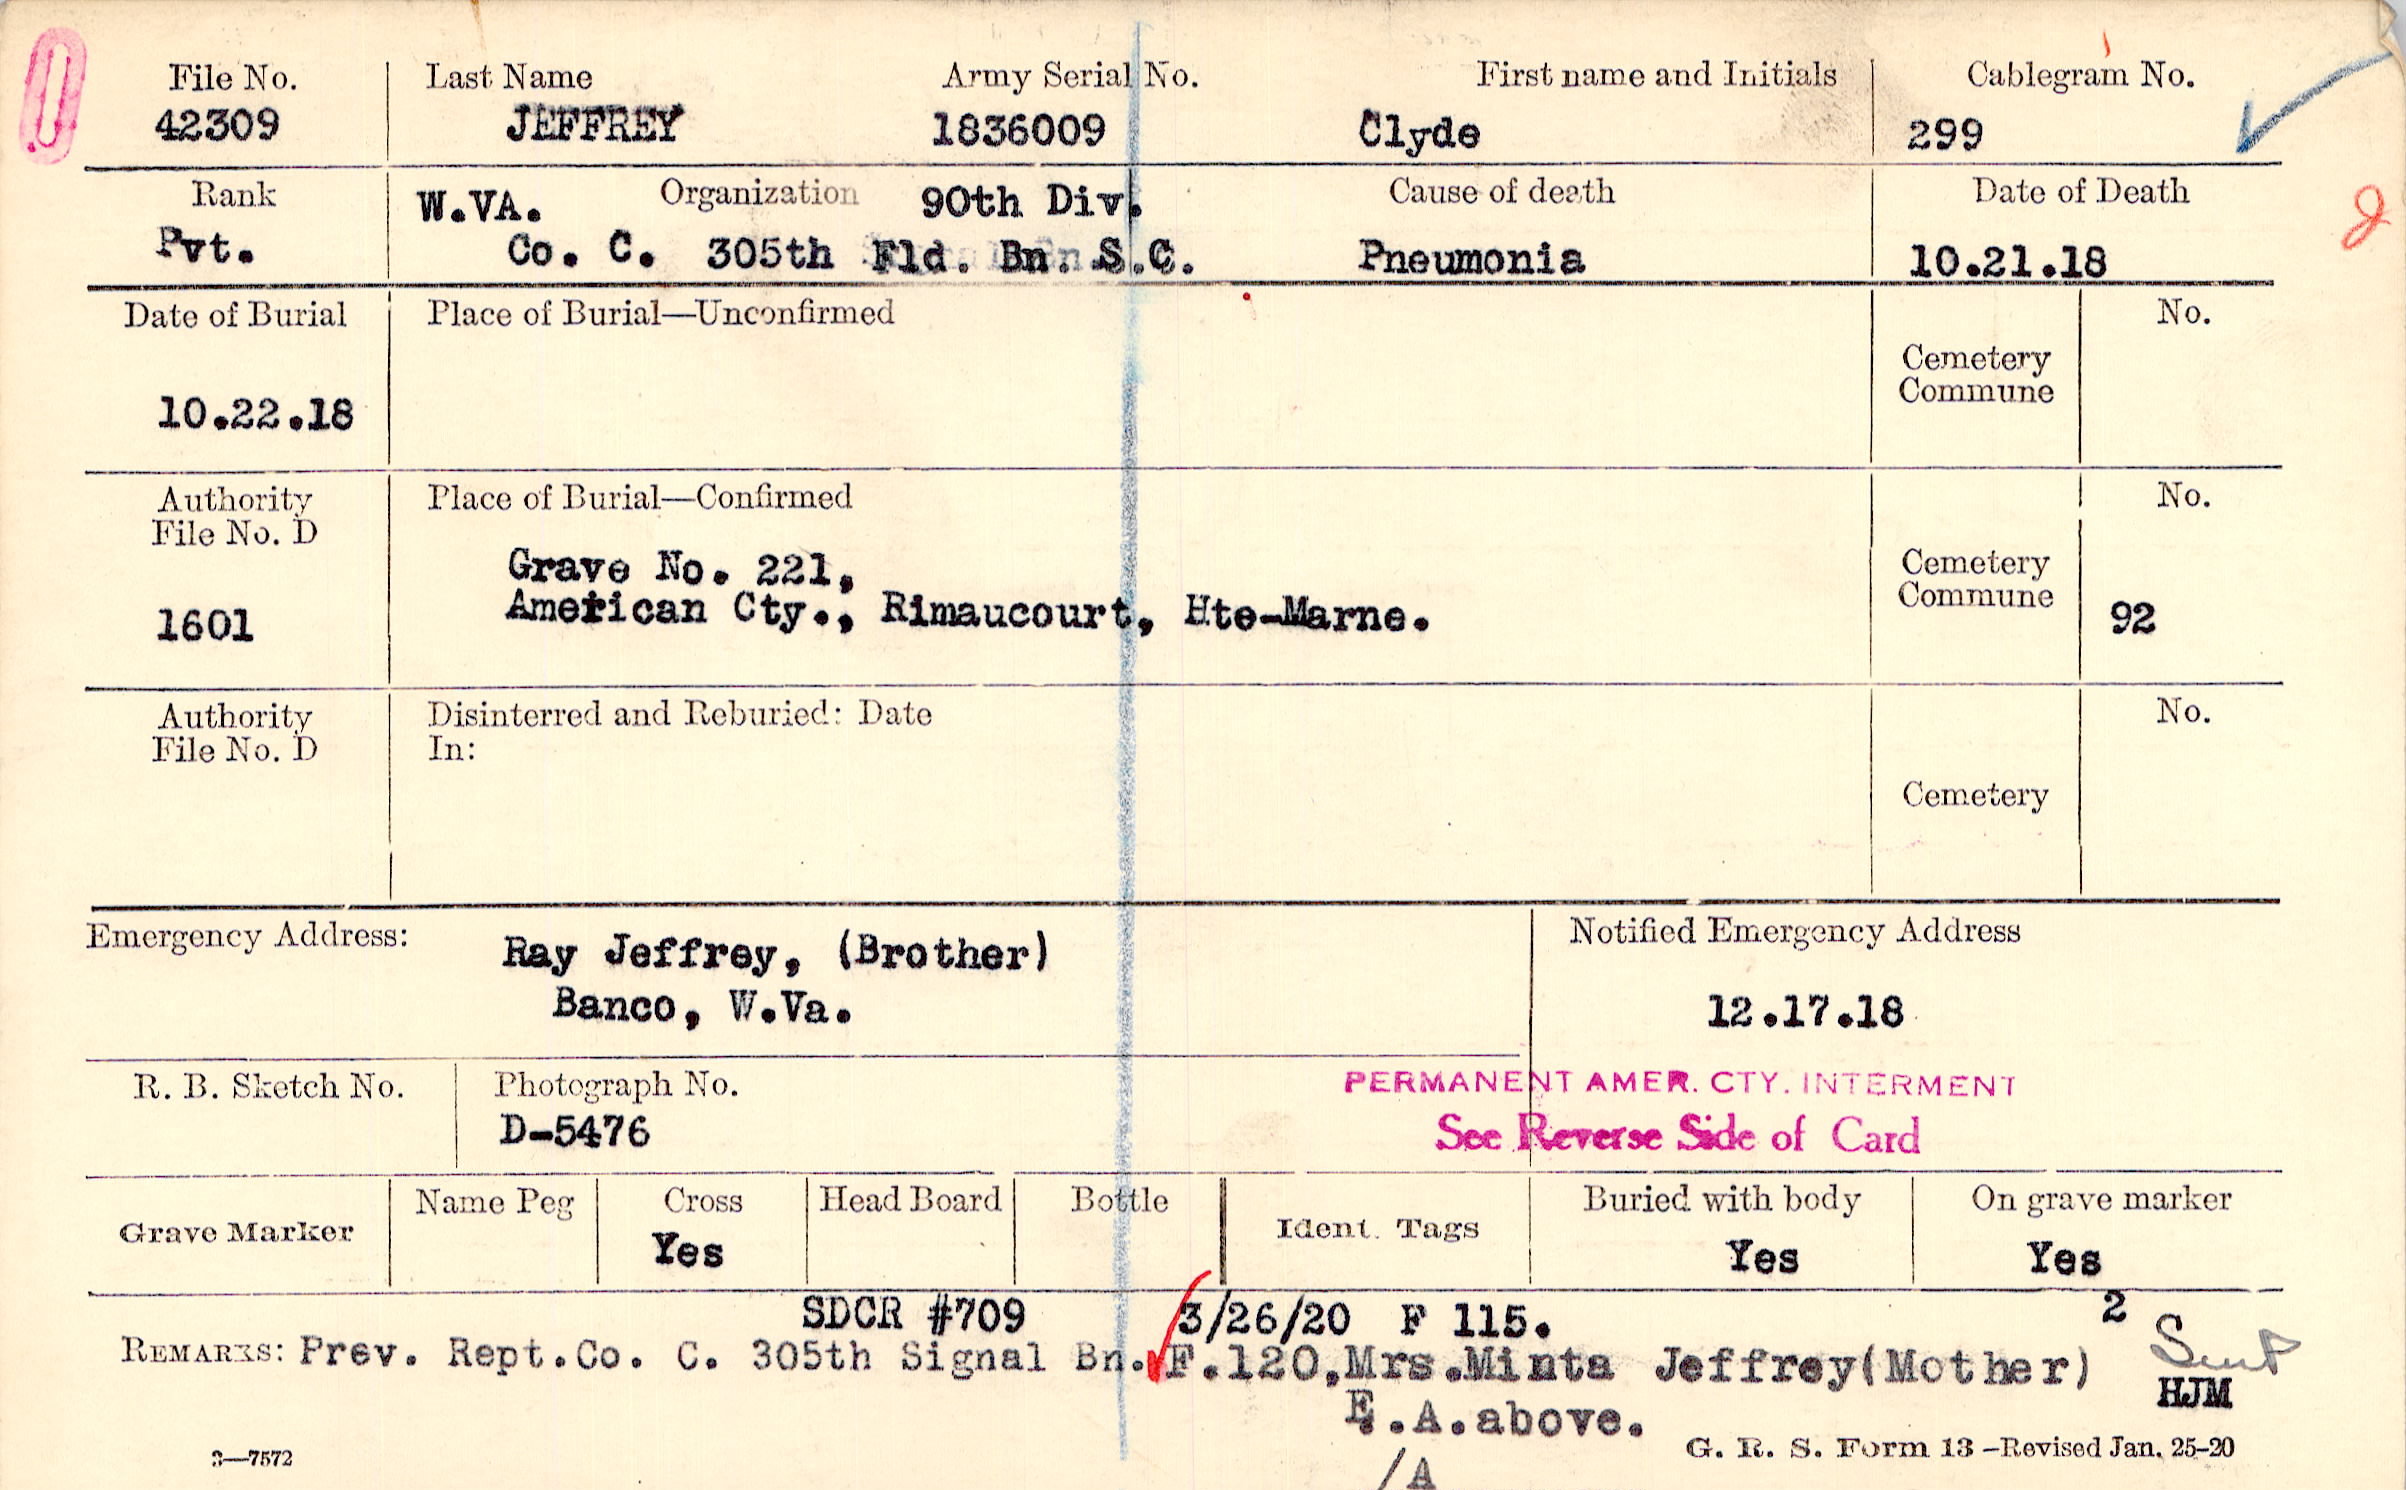 File No.
42309
Last Name
JEFFREY
Army Serial No.
1836009
First name and Initials
Clyde
Cablegram No.
299
Rank
Pvt.
W.VA. Organization 90th Div.
Co. C. 305th Fld. Bn. S.C.
Cause of death
Pneumonia
Date of Death
10.21.18
Date of Burial
10.22.18
Place of Burial—Unconfirmed
Cemetery
Commune
No.
Authority
File No. D
1601
Place of Burial—Confirmed
Grave No. 221,
American Cty., Rimaucourt, Hte-Marne.
Cemetery
Commune
No.
92
Authority
File No. D
Disinterred and Reburied: Date
In:
Cemetery
No.
Emergency Address:
Ray Jeffrey, (Brother)
Banco, W.Va.
Notified Emergency Address
12.17.18
R. B. Sketch No.
Photograph No.
D-5476
PERMANENT AMER. CTY. INTERMENT
See Reverse Side of Card
Grave Marker
Name Peg
Cross
Yes
Head Board
Bottle
Ident. Tags
Buried with body
Yes
On grave marker
Yes
SDCR #709 3/26/20 F 115. 2
REMARKS: Prev. Rept.Co. C. 305th Signal Bn. F.120,Mrs.Minta Jeffrey(Mother)
HJM
E.A.above.
/A
3—7572
G. R. S. Form 13 —Revised Jan. 25-20